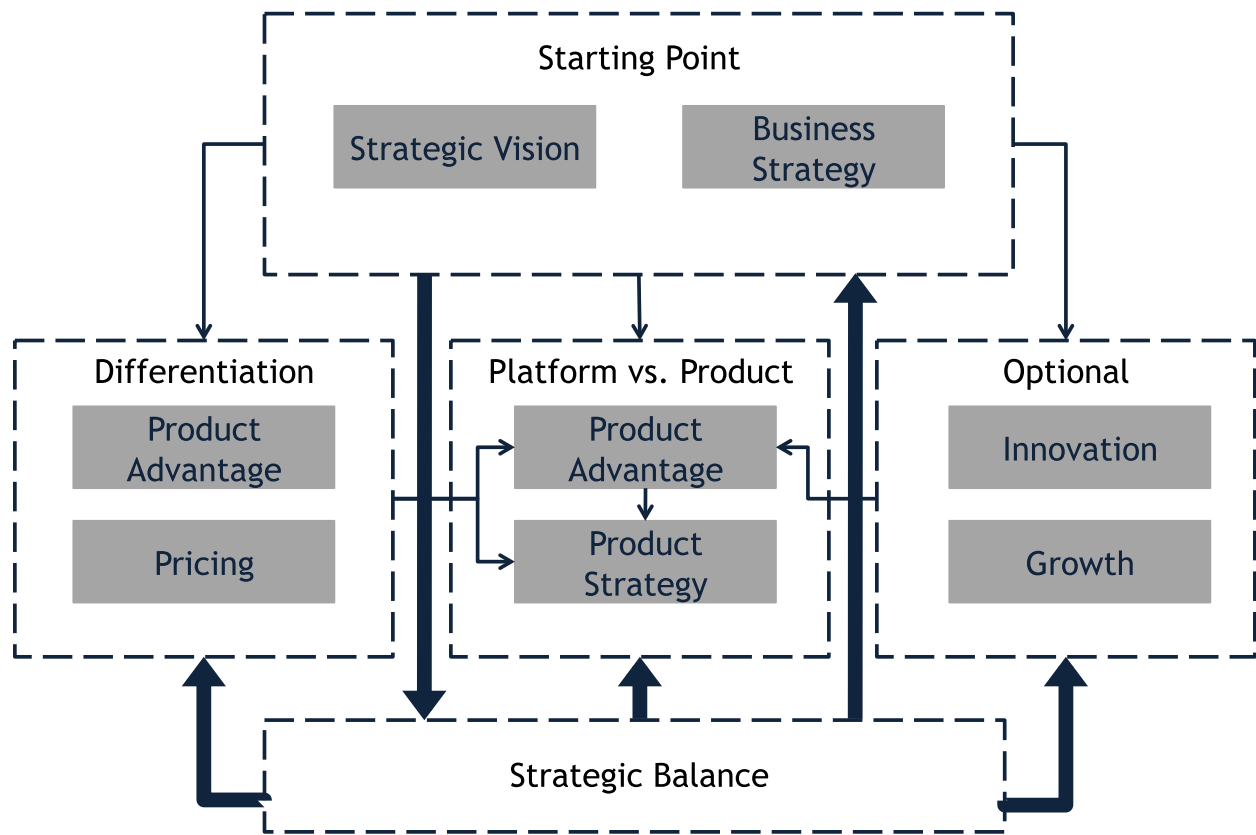 Starting Point
Strategic Vision
Business
Strategy
Differentiation
Product
Advantage
Pricing
Platform vs. Product
Product
Advantage
Product
Strategy
Optional
Innovation
Growth
Strategic Balance